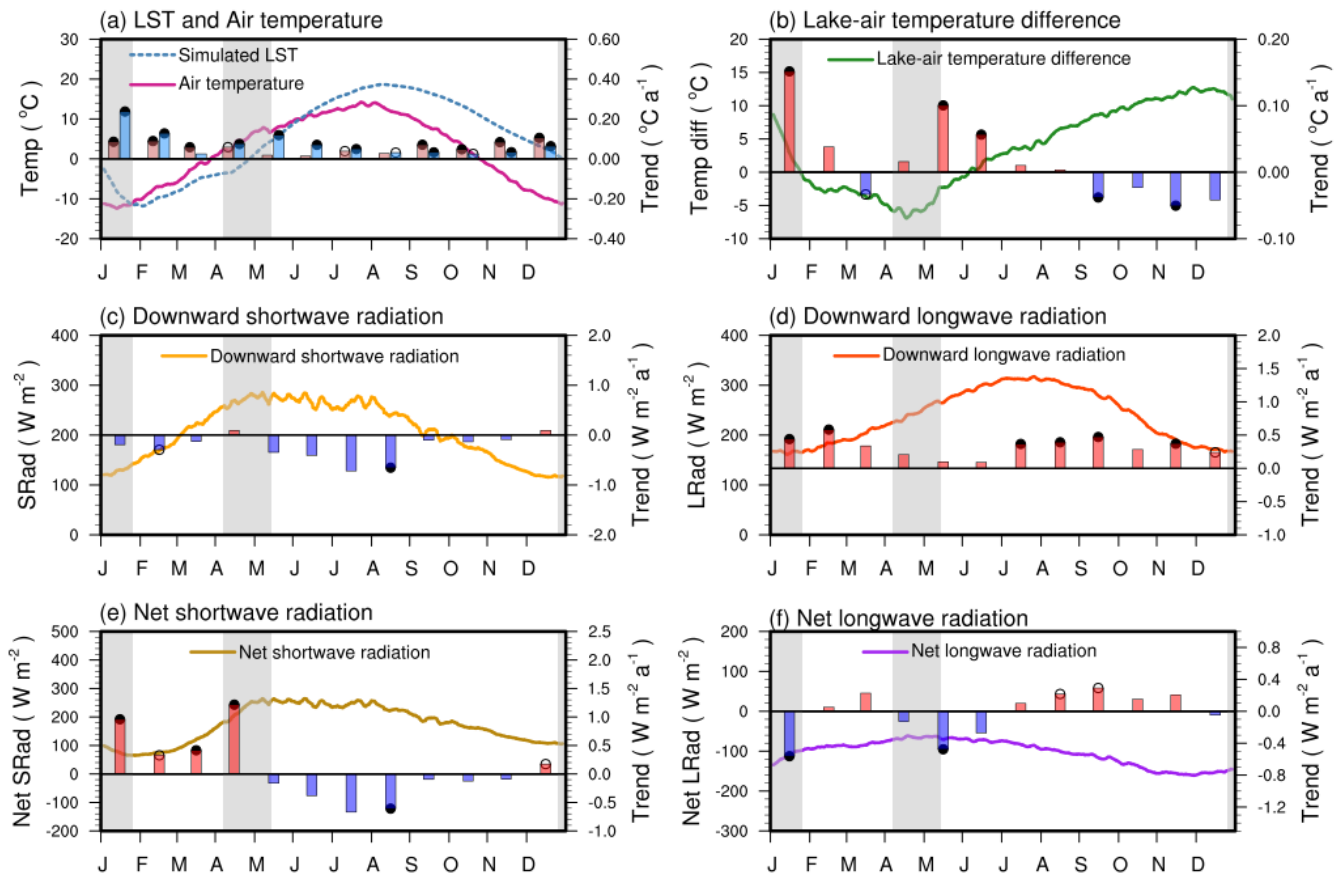 (a) LST and Air temperature
Simulated LST
Air temperature
Temp ( °C )
Trend ( °C a⁻¹ )
30
20
10
0
-10
-20
0.60
0.40
0.20
0.00
-0.20
-0.40
J F M A M J J A S O N D
(b) Lake-air temperature difference
Lake-air temperature difference
Temp diff ( °C )
Trend ( °C a⁻¹ )
20
15
10
5
0
-5
-10
0.20
0.10
0.00
-0.10
J F M A M J J A S O N D
(c) Downward shortwave radiation
Downward shortwave radiation
SRad ( W m⁻² )
Trend ( W m⁻² a⁻¹ )
400
300
200
100
0
2.0
1.0
0.0
-1.0
-2.0
J F M A M J J A S O N D
(d) Downward longwave radiation
Downward longwave radiation
LRad ( W m⁻² )
Trend ( W m⁻² a⁻¹ )
400
300
200
100
0
2.0
1.5
1.0
0.5
0.0
-0.5
-1.0
J F M A M J J A S O N D
(e) Net shortwave radiation
Net shortwave radiation
Net SRad ( W m⁻² )
Trend ( W m⁻² a⁻¹ )
500
400
300
200
100
0
-100
-200
2.5
2.0
1.5
1.0
0.5
0.0
-0.5
-1.0
J F M A M J J A S O N D
(f) Net longwave radiation
Net longwave radiation
Net LRad ( W m⁻² )
Trend ( W m⁻² a⁻¹ )
200
100
0
-100
-200
-300
0.8
0.4
0.0
-0.4
-0.8
-1.2
J F M A M J J A S O N D